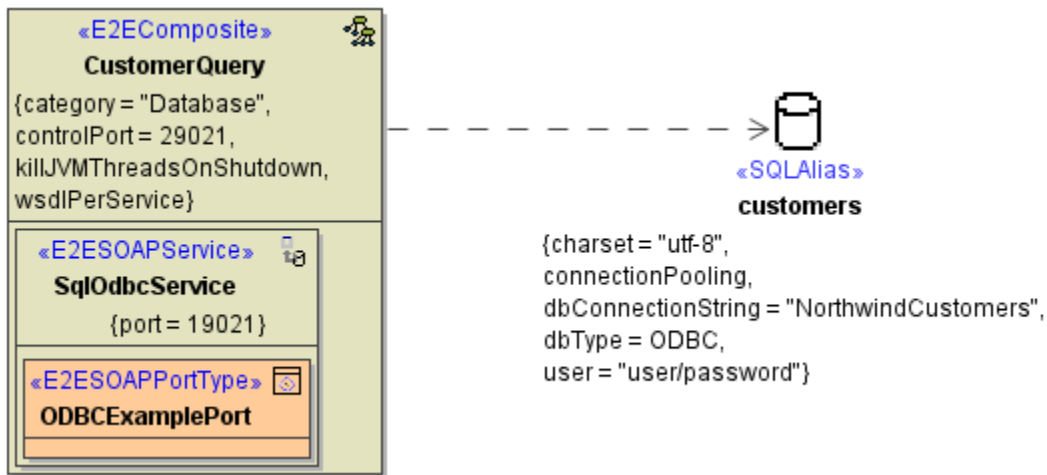 «E2EComposite»
CustomerQuery
{category = "Database",
controlPort = 29021,
killJVMThreadsOnShutdown,
wsdlPerService}
«E2ESOAPService»
SqlOdbcService
{port = 19021}
«E2ESOAPPortType»
ODBCExamplePort
«SQLAlias»
customers
{charset = "utf-8",
connectionPooling,
dbConnectionString = "NorthwindCustomers",
dbType = ODBC,
user = "user/password"}